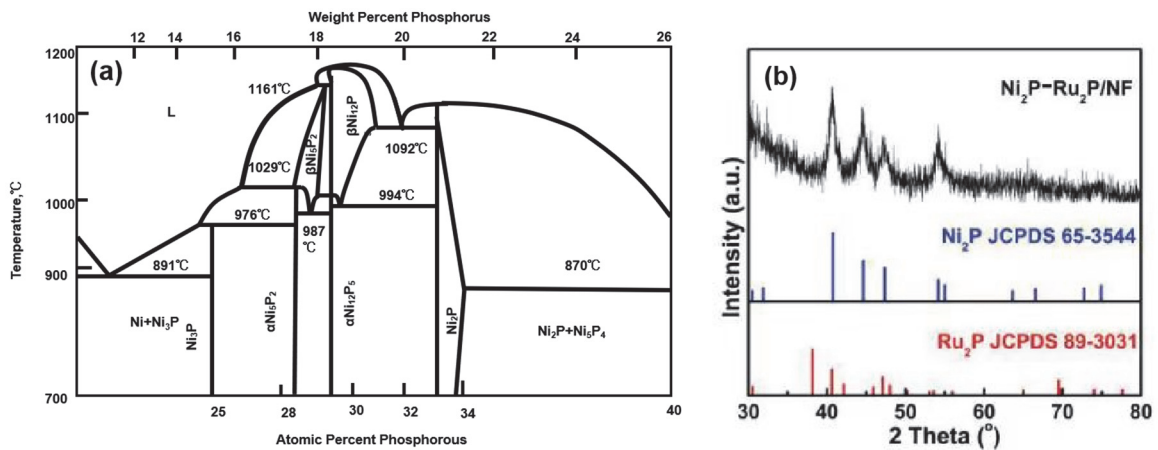 Weight Percent Phosphorus
12 14 16 18 20 22 24 26
(a)
1200
1100
1000
900
800
700
Temperature,℃
L
1161℃
1029℃
976℃
891℃
987
℃
1092℃
994℃
870℃
βNi5P2
βNi12P
Ni+Ni3P
Ni3P
αNi5P2
αNi12P5
Ni2P
Ni2P+Ni5P4
25 28 30 32 34 40
Atomic Percent Phosphorous
(b)
Ni2P-Ru2P/NF
Ni2P JCPDS 65-3544
Ru2P JCPDS 89-3031
Intensity (a.u.)
30 40 50 60 70 80
2 Theta (°)